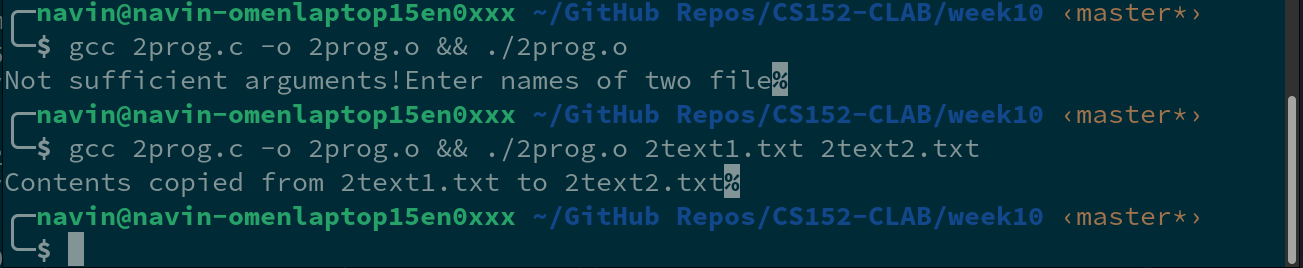 navin@navin-omenlaptop15en0xxx ~/GitHub Repos/CS152-CLAB/week10 ‹master*›
$ gcc 2prog.c -o 2prog.o && ./2prog.o
Not sufficient arguments!Enter names of two file%
navin@navin-omenlaptop15en0xxx ~/GitHub Repos/CS152-CLAB/week10 ‹master*›
$ gcc 2prog.c -o 2prog.o && ./2prog.o 2text1.txt 2text2.txt
Contents copied from 2text1.txt to 2text2.txt%
navin@navin-omenlaptop15en0xxx ~/GitHub Repos/CS152-CLAB/week10 ‹master*›
$